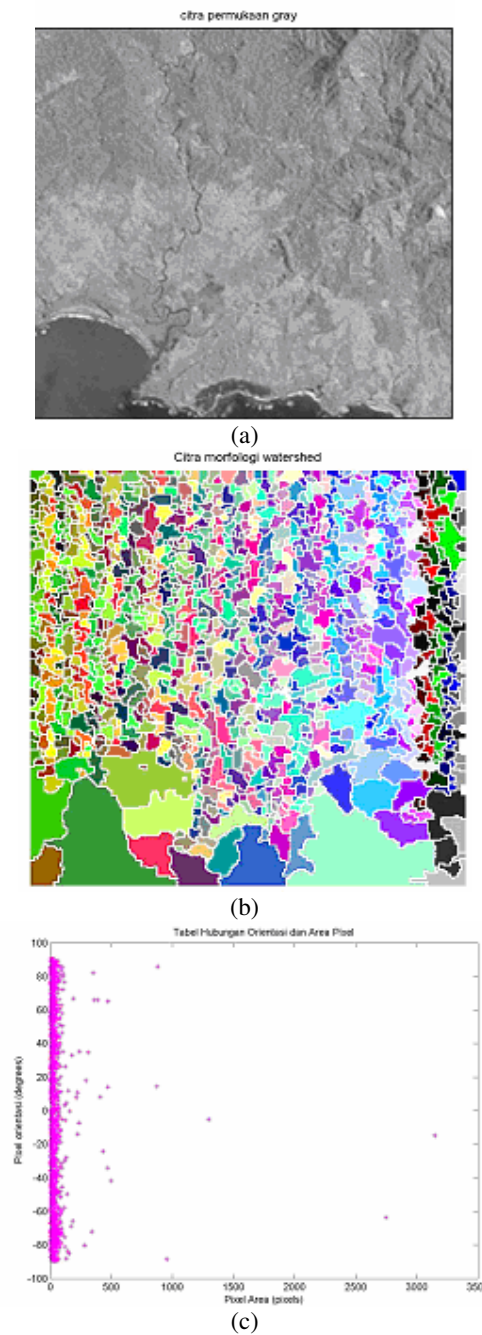 citra permukaan gray
(a)
Citra morfologi watershed
(b)
Tabel Hubungan Orientasi dan Area Pixel
100
80
60
40
20
0
-20
-40
-60
-80
-100
Pixel orientasi (degrees)
0 500 1000 1500 2000 2500 3000 350
Pixel Area (pixels)
(c)